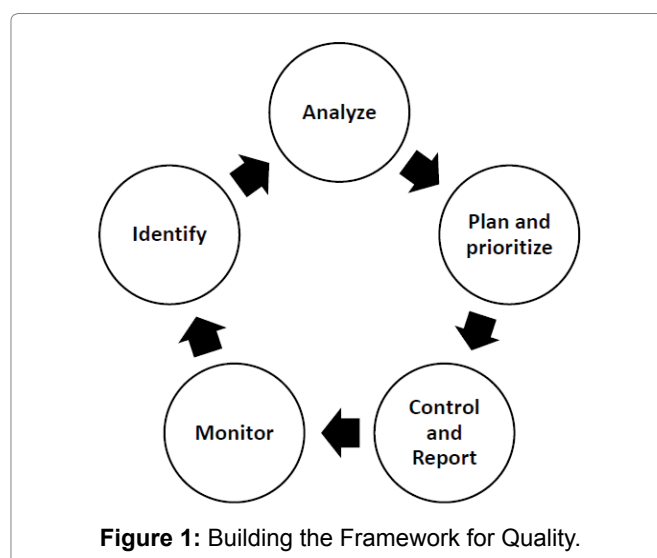 Analyze
Plan and
prioritize
Control
and
Report
Monitor
Identify
Figure 1: Building the Framework for Quality.